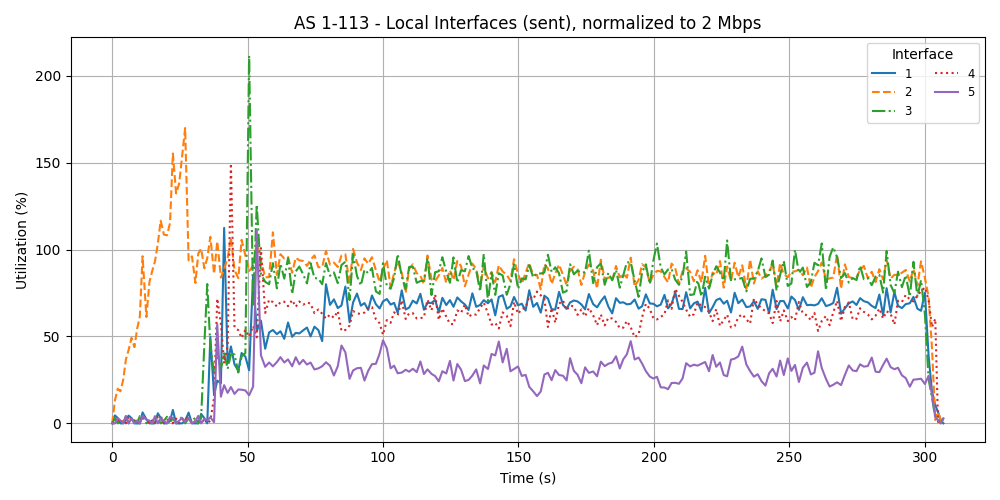 AS 1-113 - Local Interfaces (sent), normalized to 2 Mbps
Utilization (%)
200
150
100
50
0
0 50 100 150 200 250 300
Time (s)
Interface
1 4
2 5
3